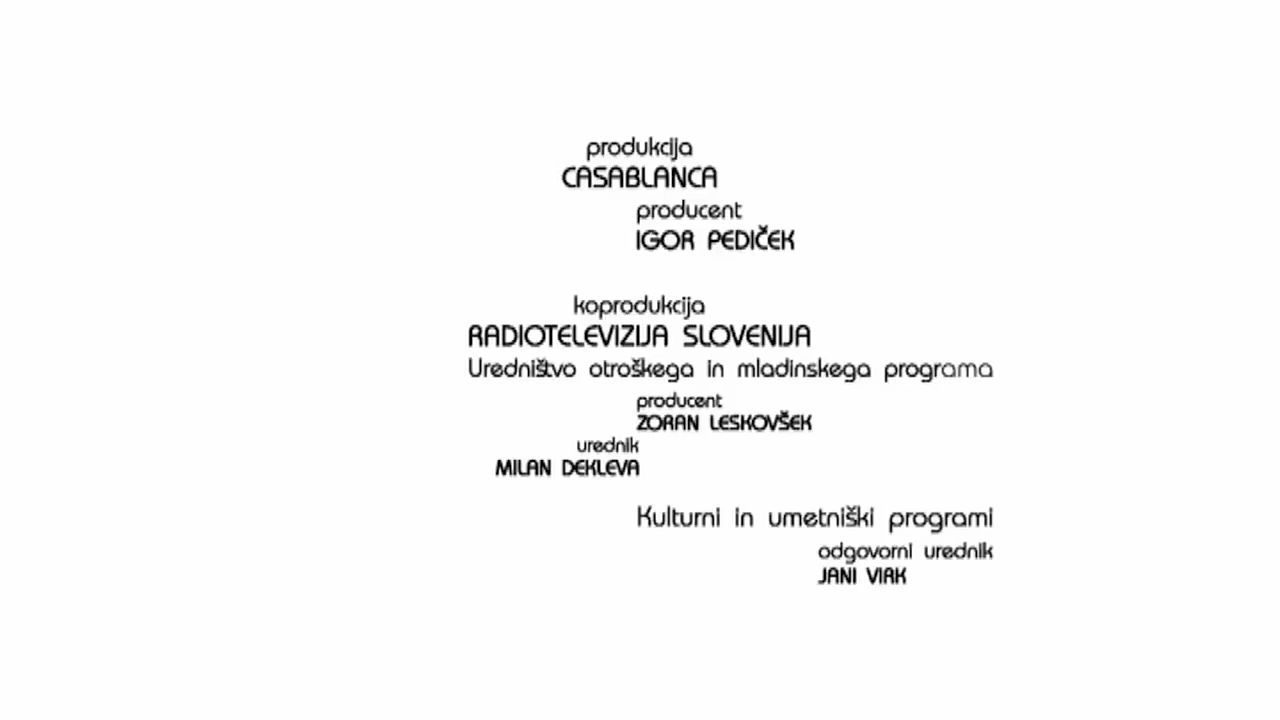 produkcija
CASABLANCA
producent
IGOR PEDIČEK
koprodukcija
RADIOTELEVIZIJA SLOVENIJA
Uredništvo otroškega in mladinskega programa
producent
ZORAN LESKOVŠEK
urednik
MILAN DEKLEVA
Kulturni in umetniški programi
odgovorni urednik
JANI VIRK